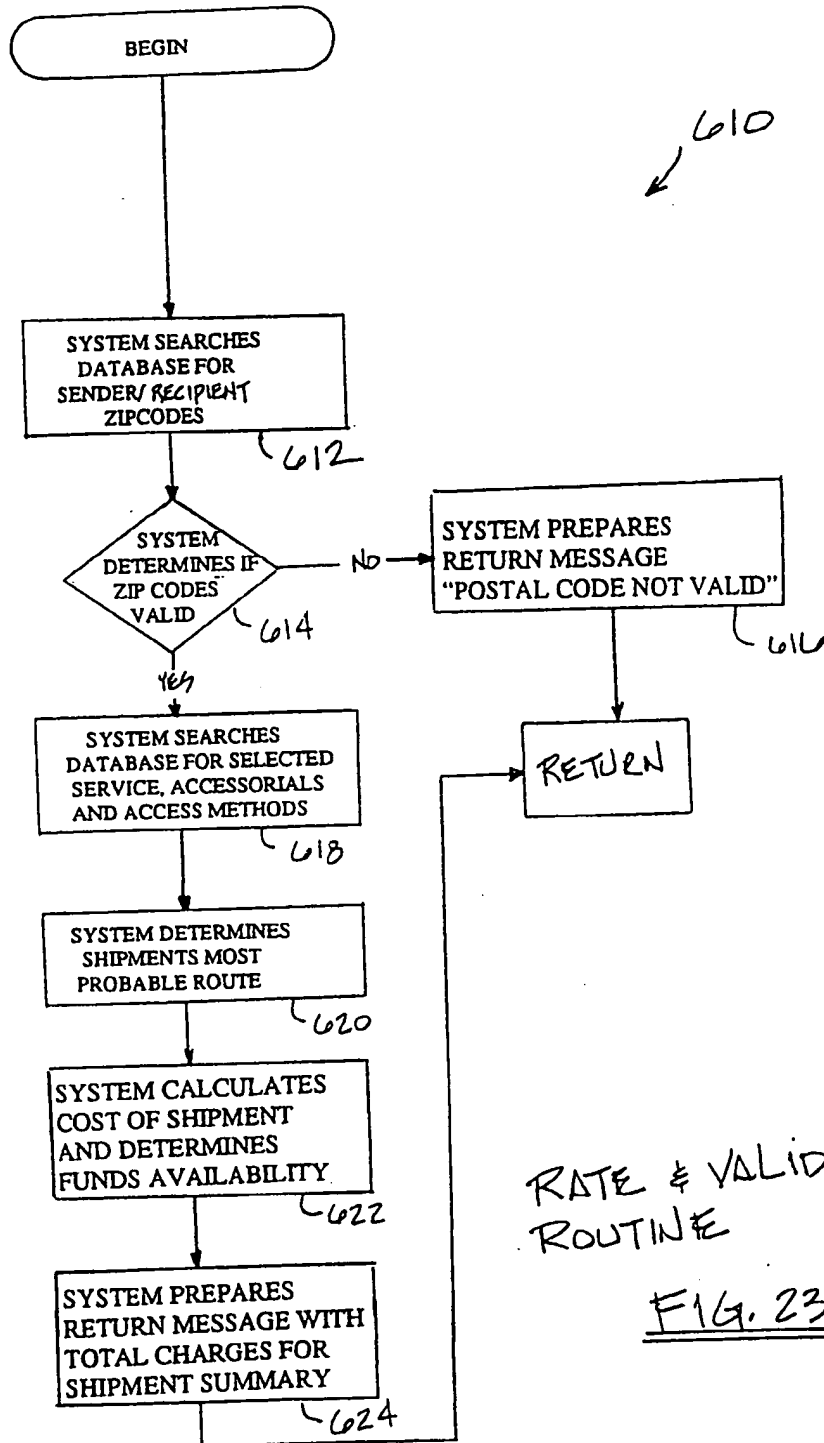 BEGIN
610
SYSTEM SEARCHES
DATABASE FOR
SENDER/ RECIPIENT
ZIPCODES
612
SYSTEM
DETERMINES IF
ZIP CODES
VALID
614
NO
SYSTEM PREPARES
RETURN MESSAGE
"POSTAL CODE NOT VALID"
616
YES
SYSTEM SEARCHES
DATABASE FOR SELECTED
SERVICE, ACCESSORIALS
AND ACCESS METHODS
618
RETURN
SYSTEM DETERMINES
SHIPMENTS MOST
PROBABLE ROUTE
620
SYSTEM CALCULATES
COST OF SHIPMENT
AND DETERMINES
FUNDS AVAILABILITY
622
SYSTEM PREPARES
RETURN MESSAGE WITH
TOTAL CHARGES FOR
SHIPMENT SUMMARY
624
RATE & VALID
ROUTINE
FIG. 23